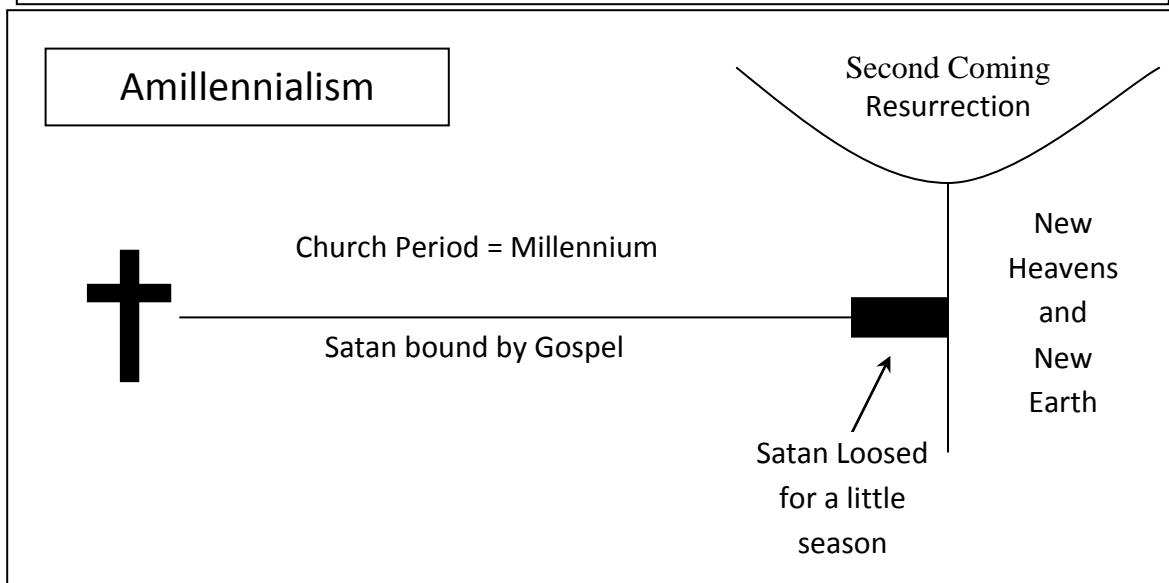 Amillennialism
Second Coming
Resurrection
Church Period = Millennium
Satan bound by Gospel
New
Heavens
and
New
Earth
Satan Loosed
for a little
season